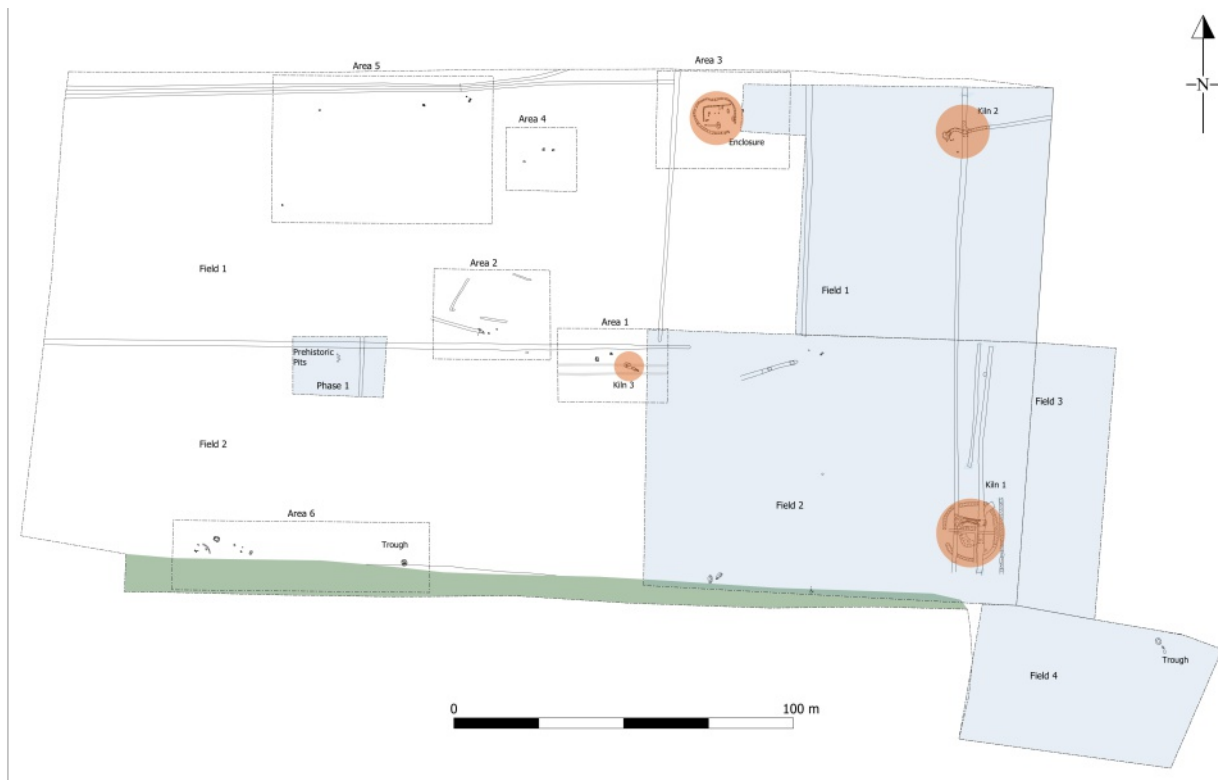 Area 5
Area 3
N
Area 4
Kiln 2
Enclosure
Field 1
Area 2
Field 1
Area 1
Prehistoric
Pits
Phase 1
Kiln 3
Field 3
Field 2
Kiln 1
Field 2
Area 6
Trough
Trough
Field 4
0
100 m